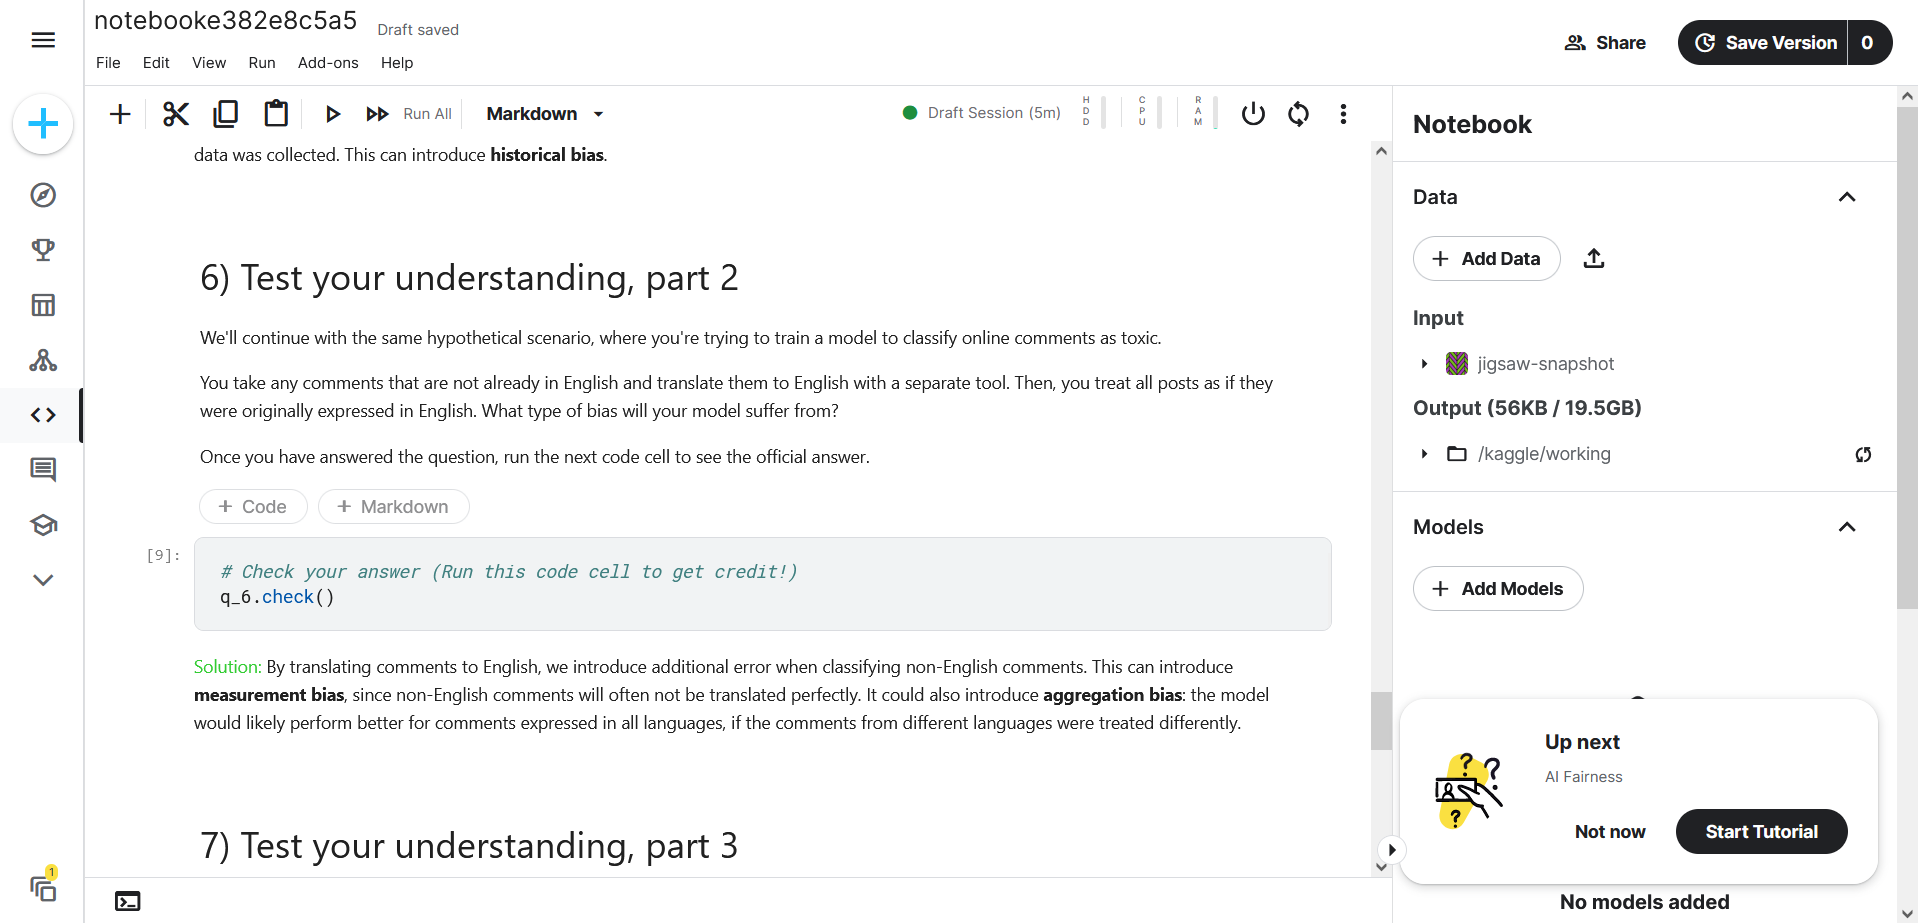 notebooke382e8c5a5
Draft saved
File Edit View Run Add-ons Help
Share
Save Version 0
Run All
Markdown
Draft Session (5m)
HDD
CPU
RAM
data was collected. This can introduce historical bias.
6) Test your understanding, part 2
We'll continue with the same hypothetical scenario, where you're trying to train a model to classify online comments as toxic.
You take any comments that are not already in English and translate them to English with a separate tool. Then, you treat all posts as if they
were originally expressed in English. What type of bias will your model suffer from?
Once you have answered the question, run the next code cell to see the official answer.
+ Code + Markdown
[9]:
# Check your answer (Run this code cell to get credit!)
q_6.check()
Solution: By translating comments to English, we introduce additional error when classifying non-English comments. This can introduce
measurement bias, since non-English comments will often not be translated perfectly. It could also introduce aggregation bias: the model
would likely perform better for comments expressed in all languages, if the comments from different languages were treated differently.
7) Test your understanding, part 3
1
Notebook
Data
+ Add Data
Input
jigsaw-snapshot
Output (56KB / 19.5GB)
/kaggle/working
Models
+ Add Models
Up next
AI Fairness
Not now
Start Tutorial
No models added